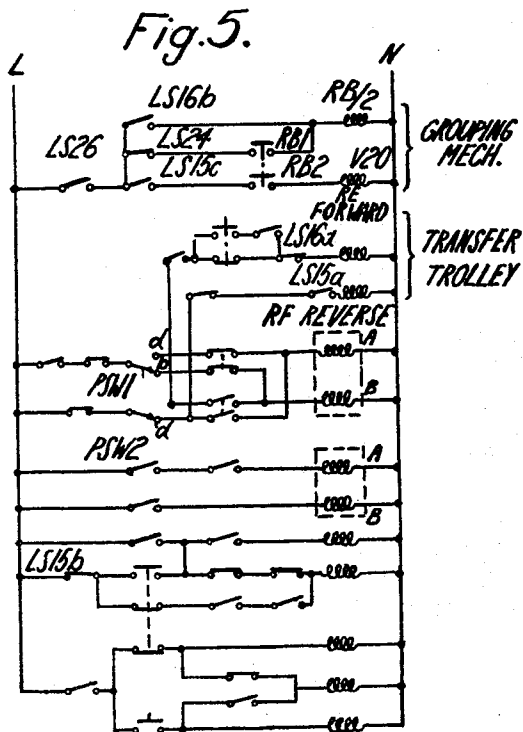 Fig.5.
L N
LS16b RB/2
LS26 LS24 RB1
LS15c RB2 V20
GROUPING
MECH.
RE
FORWARD
LS16a
LS15a
TRANSFER
TROLLEY
RF REVERSE
d A
b
PSW1
B
d
PSW2
A
B
LS15b